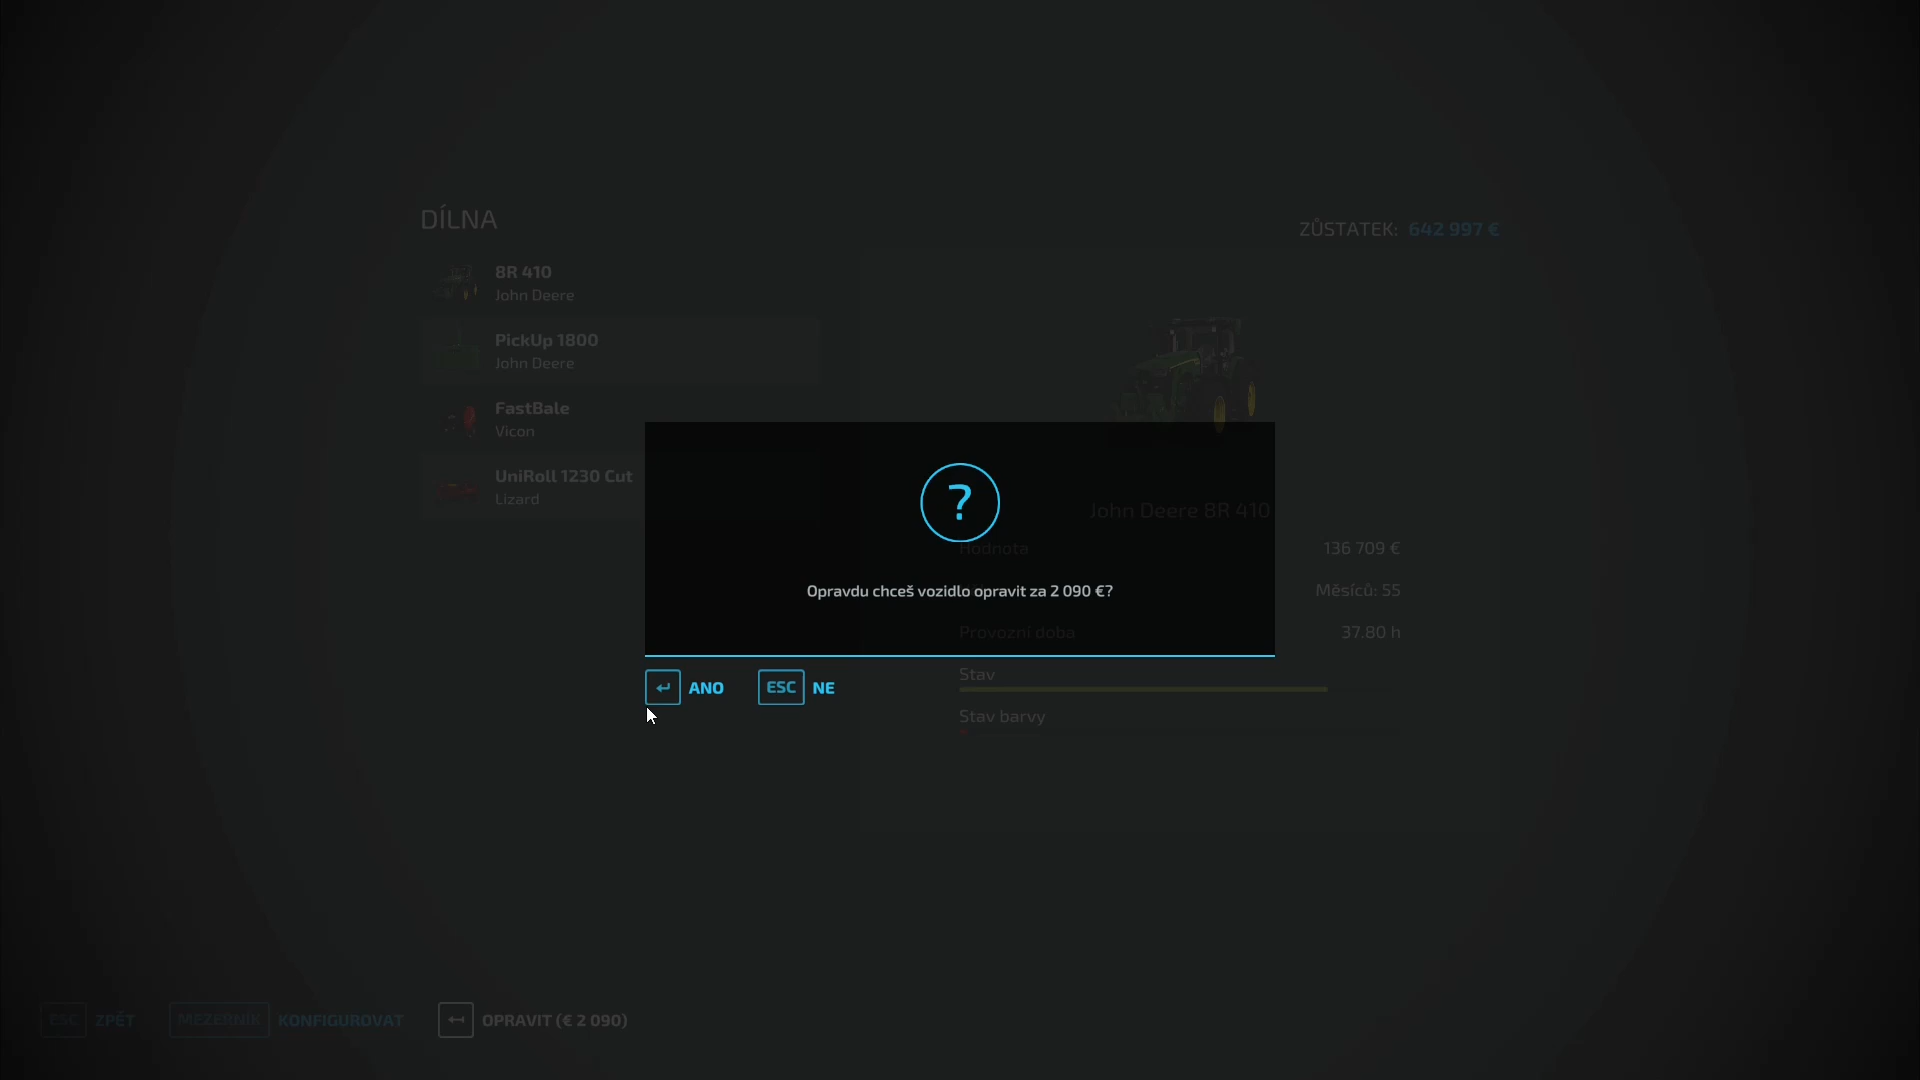 DÍLNA
ZŮSTATEK: 642 997 €
8R 410
John Deere
PickUp 1800
John Deere
FastBale
Vicon
UniRoll 1230 Cut
Lizard
?
John Deere 8R 410
Hodnota 136 709 €
Opravdu chceš vozidlo opravit za 2 090 €?
Měsíců: 55
Provozní doba 37.80 h
Stav
ANO
ESC NE
Stav barvy
ESC ZPĚT MEZERNÍK KONFIGUROVAT OPRAVIT (€ 2 090)